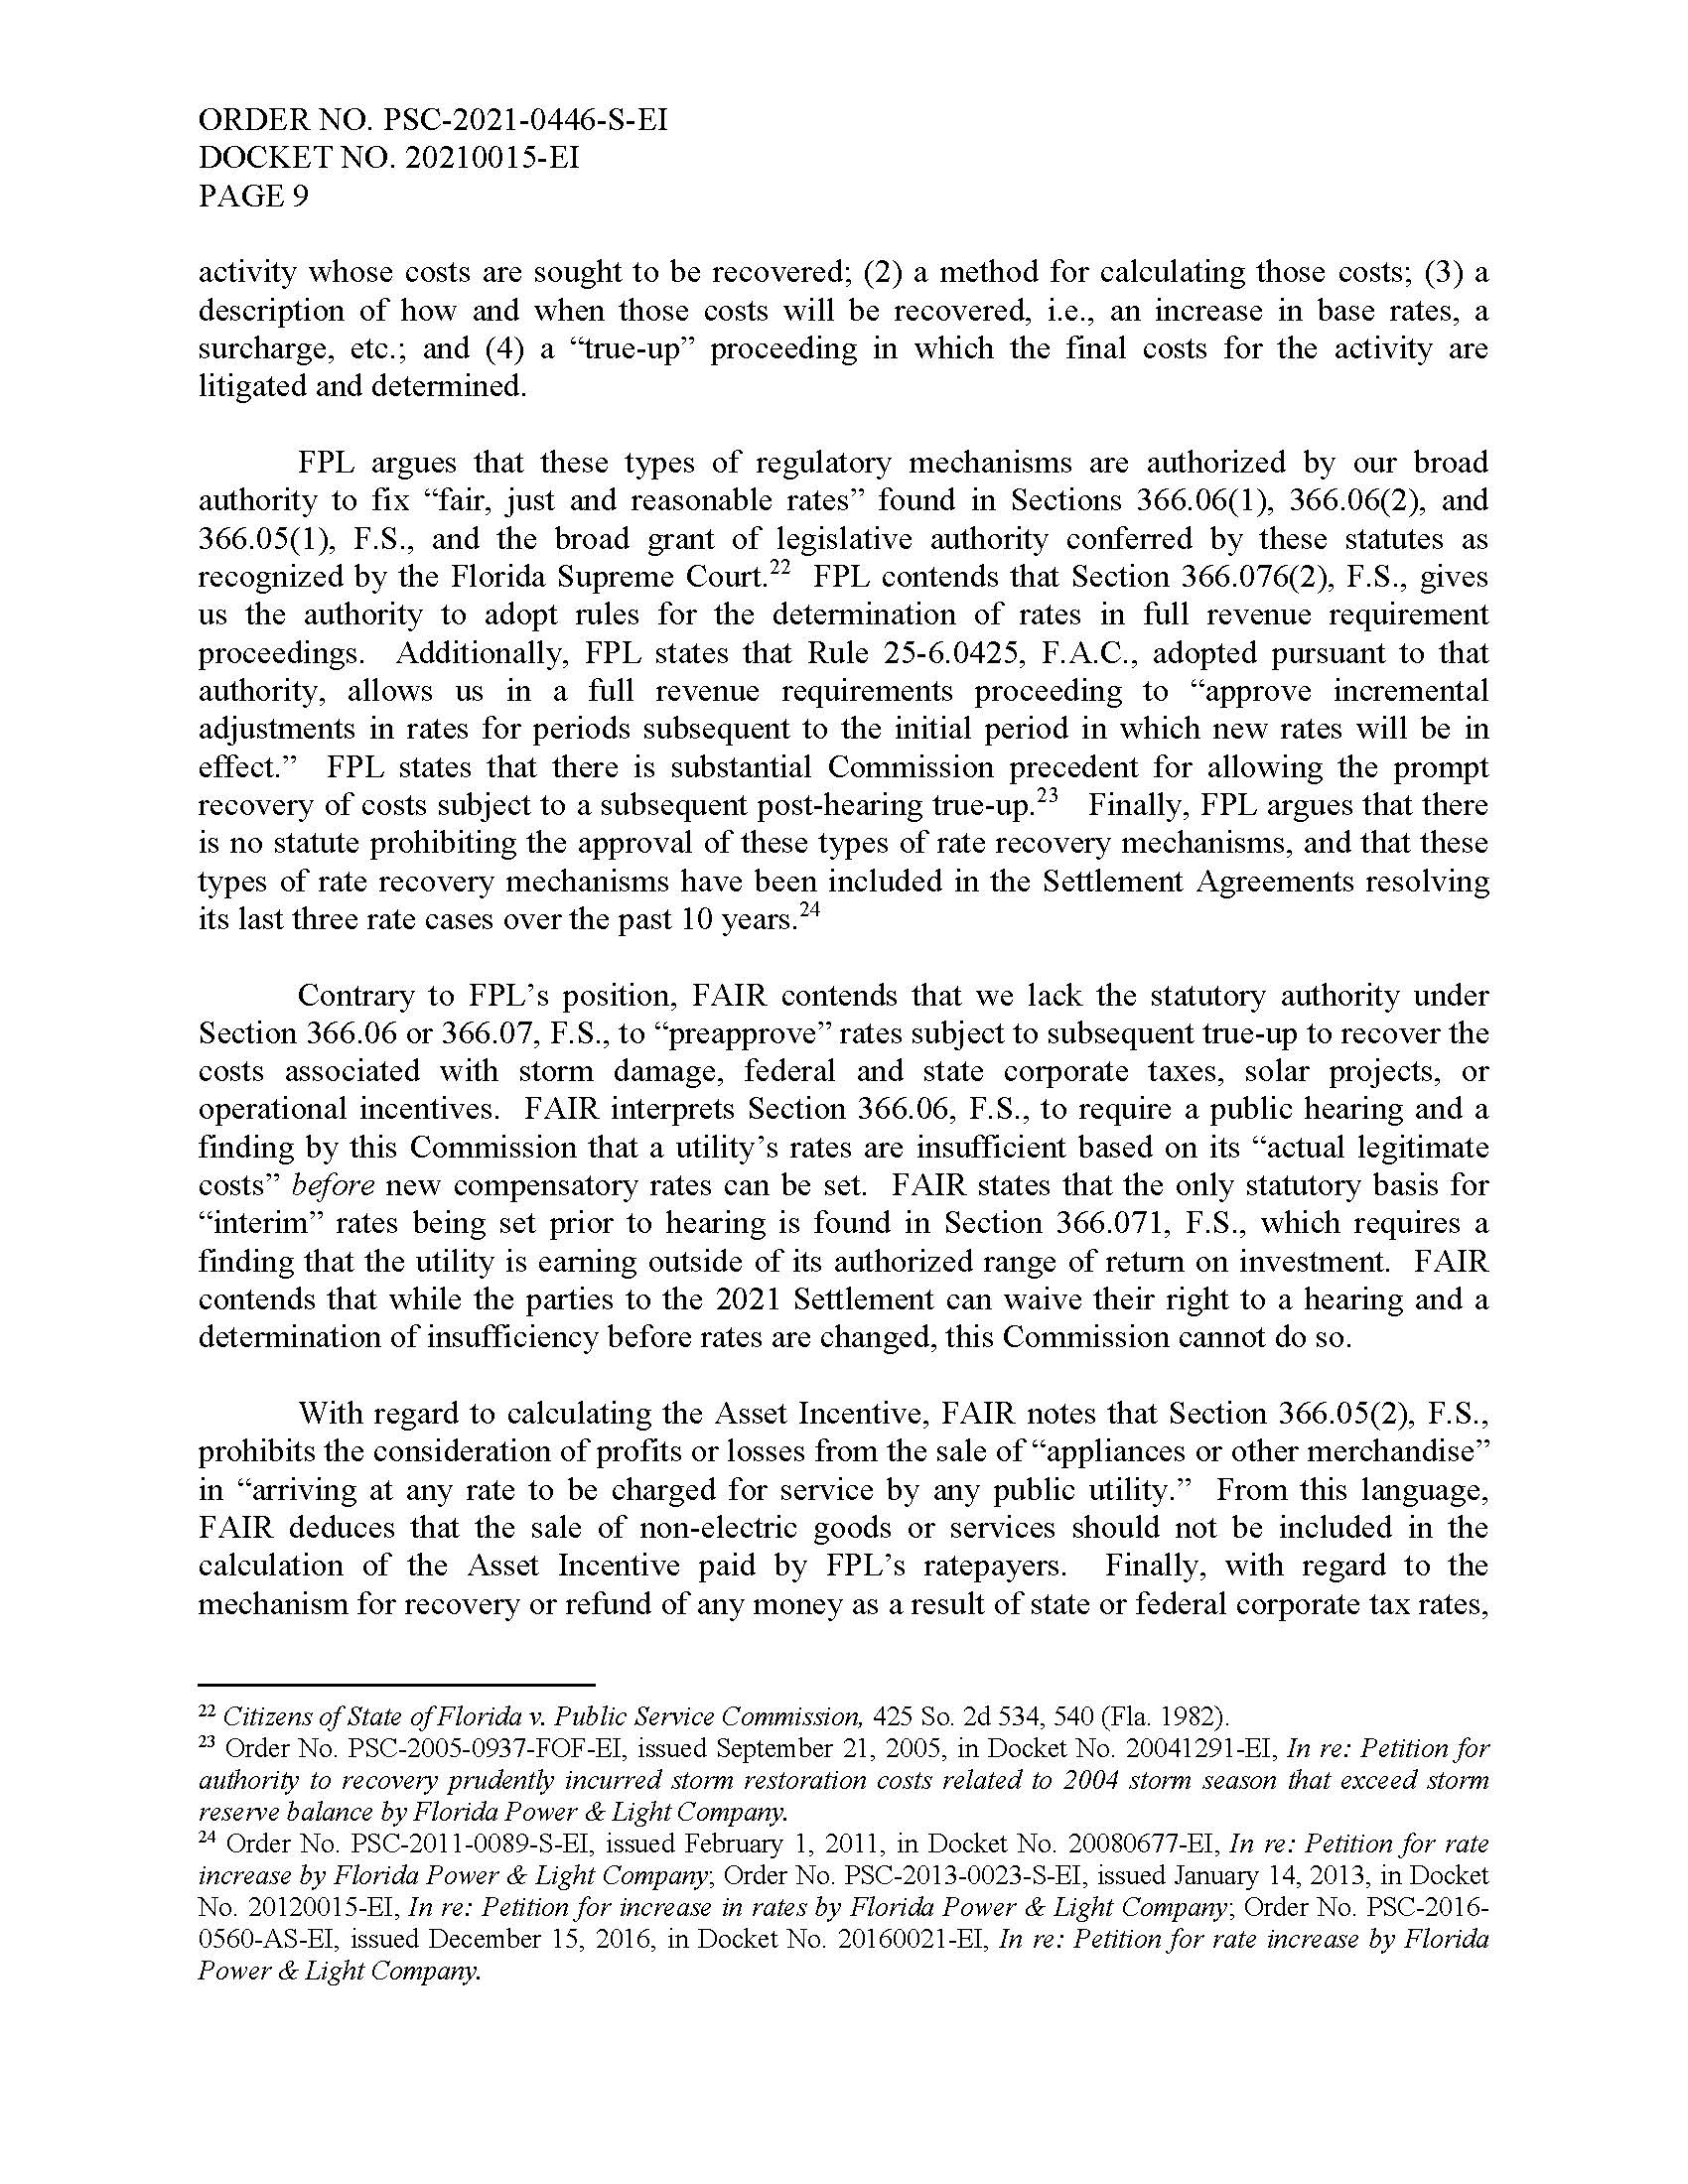 ORDER NO. PSC-2021-0446-S-EI
DOCKET NO. 20210015-EI
PAGE 9
activity whose costs are sought to be recovered; (2) a method for calculating those costs; (3) a
description of how and when those costs will be recovered, i.e., an increase in base rates, a
surcharge, etc.; and (4) a “true-up” proceeding in which the final costs for the activity are
litigated and determined.
FPL argues that these types of regulatory mechanisms are authorized by our broad
authority to fix “fair, just and reasonable rates” found in Sections 366.06(1), 366.06(2), and
366.05(1), F.S., and the broad grant of legislative authority conferred by these statutes as
recognized by the Florida Supreme Court.22 FPL contends that Section 366.076(2), F.S., gives
us the authority to adopt rules for the determination of rates in full revenue requirement
proceedings. Additionally, FPL states that Rule 25-6.0425, F.A.C., adopted pursuant to that
authority, allows us in a full revenue requirements proceeding to “approve incremental
adjustments in rates for periods subsequent to the initial period in which new rates will be in
effect.” FPL states that there is substantial Commission precedent for allowing the prompt
recovery of costs subject to a subsequent post-hearing true-up.23 Finally, FPL argues that there
is no statute prohibiting the approval of these types of rate recovery mechanisms, and that these
types of rate recovery mechanisms have been included in the Settlement Agreements resolving
its last three rate cases over the past 10 years.24
Contrary to FPL’s position, FAIR contends that we lack the statutory authority under
Section 366.06 or 366.07, F.S., to “preapprove” rates subject to subsequent true-up to recover the
costs associated with storm damage, federal and state corporate taxes, solar projects, or
operational incentives. FAIR interprets Section 366.06, F.S., to require a public hearing and a
finding by this Commission that a utility’s rates are insufficient based on its “actual legitimate
costs” before new compensatory rates can be set. FAIR states that the only statutory basis for
“interim” rates being set prior to hearing is found in Section 366.071, F.S., which requires a
finding that the utility is earning outside of its authorized range of return on investment. FAIR
contends that while the parties to the 2021 Settlement can waive their right to a hearing and a
determination of insufficiency before rates are changed, this Commission cannot do so.
With regard to calculating the Asset Incentive, FAIR notes that Section 366.05(2), F.S.,
prohibits the consideration of profits or losses from the sale of “appliances or other merchandise”
in “arriving at any rate to be charged for service by any public utility.” From this language,
FAIR deduces that the sale of non-electric goods or services should not be included in the
calculation of the Asset Incentive paid by FPL’s ratepayers. Finally, with regard to the
mechanism for recovery or refund of any money as a result of state or federal corporate tax rates,
22 Citizens of State of Florida v. Public Service Commission, 425 So. 2d 534, 540 (Fla. 1982).
23 Order No. PSC-2005-0937-FOF-EI, issued September 21, 2005, in Docket No. 20041291-EI, In re: Petition for
authority to recovery prudently incurred storm restoration costs related to 2004 storm season that exceed storm
reserve balance by Florida Power & Light Company.
24 Order No. PSC-2011-0089-S-EI, issued February 1, 2011, in Docket No. 20080677-EI, In re: Petition for rate
increase by Florida Power & Light Company; Order No. PSC-2013-0023-S-EI, issued January 14, 2013, in Docket
No. 20120015-EI, In re: Petition for increase in rates by Florida Power & Light Company; Order No. PSC-2016-
0560-AS-EI, issued December 15, 2016, in Docket No. 20160021-EI, In re: Petition for rate increase by Florida
Power & Light Company.